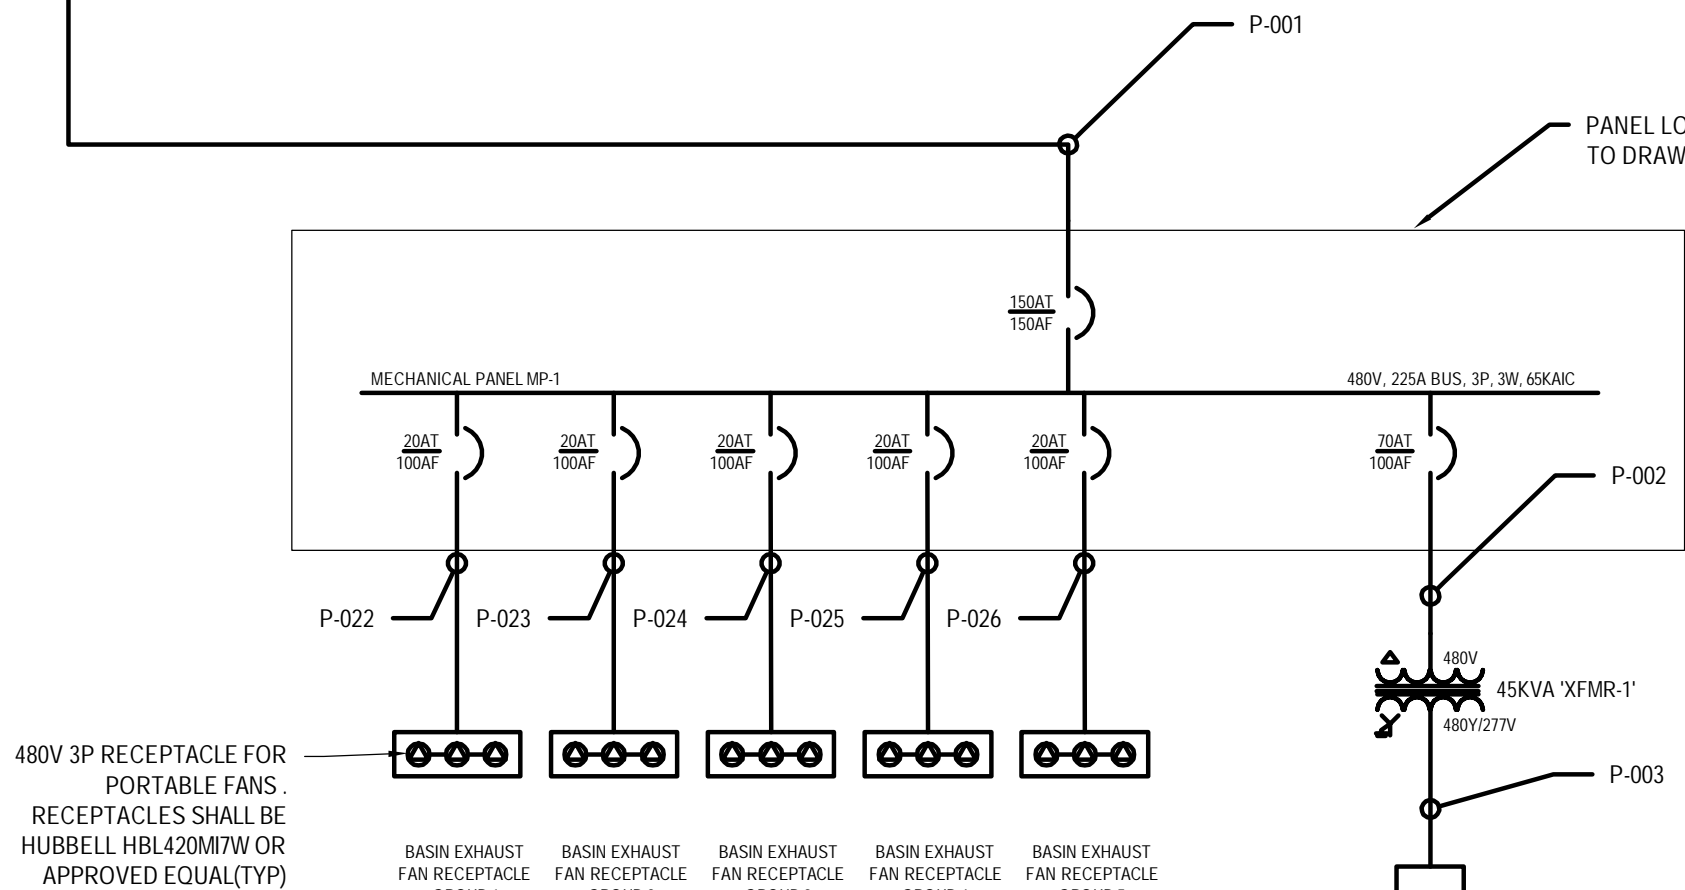 P-001
PANEL LO
TO DRAW
150AT
150AF
MECHANICAL PANEL MP-1
480V, 225A BUS, 3P, 3W, 65KAIC
20AT
100AF
20AT
100AF
20AT
100AF
20AT
100AF
20AT
100AF
70AT
100AF
P-002
P-022
P-023
P-024
P-025
P-026
480V
45KVA 'XFMR-1'
480Y/277V
480V 3P RECEPTACLE FOR
PORTABLE FANS .
RECEPTACLES SHALL BE
HUBBELL HBL420MI7W OR
APPROVED EQUAL(TYP)
P-003
BASIN EXHAUST
FAN RECEPTACLE
BASIN EXHAUST
FAN RECEPTACLE
BASIN EXHAUST
FAN RECEPTACLE
BASIN EXHAUST
FAN RECEPTACLE
BASIN EXHAUST
FAN RECEPTACLE